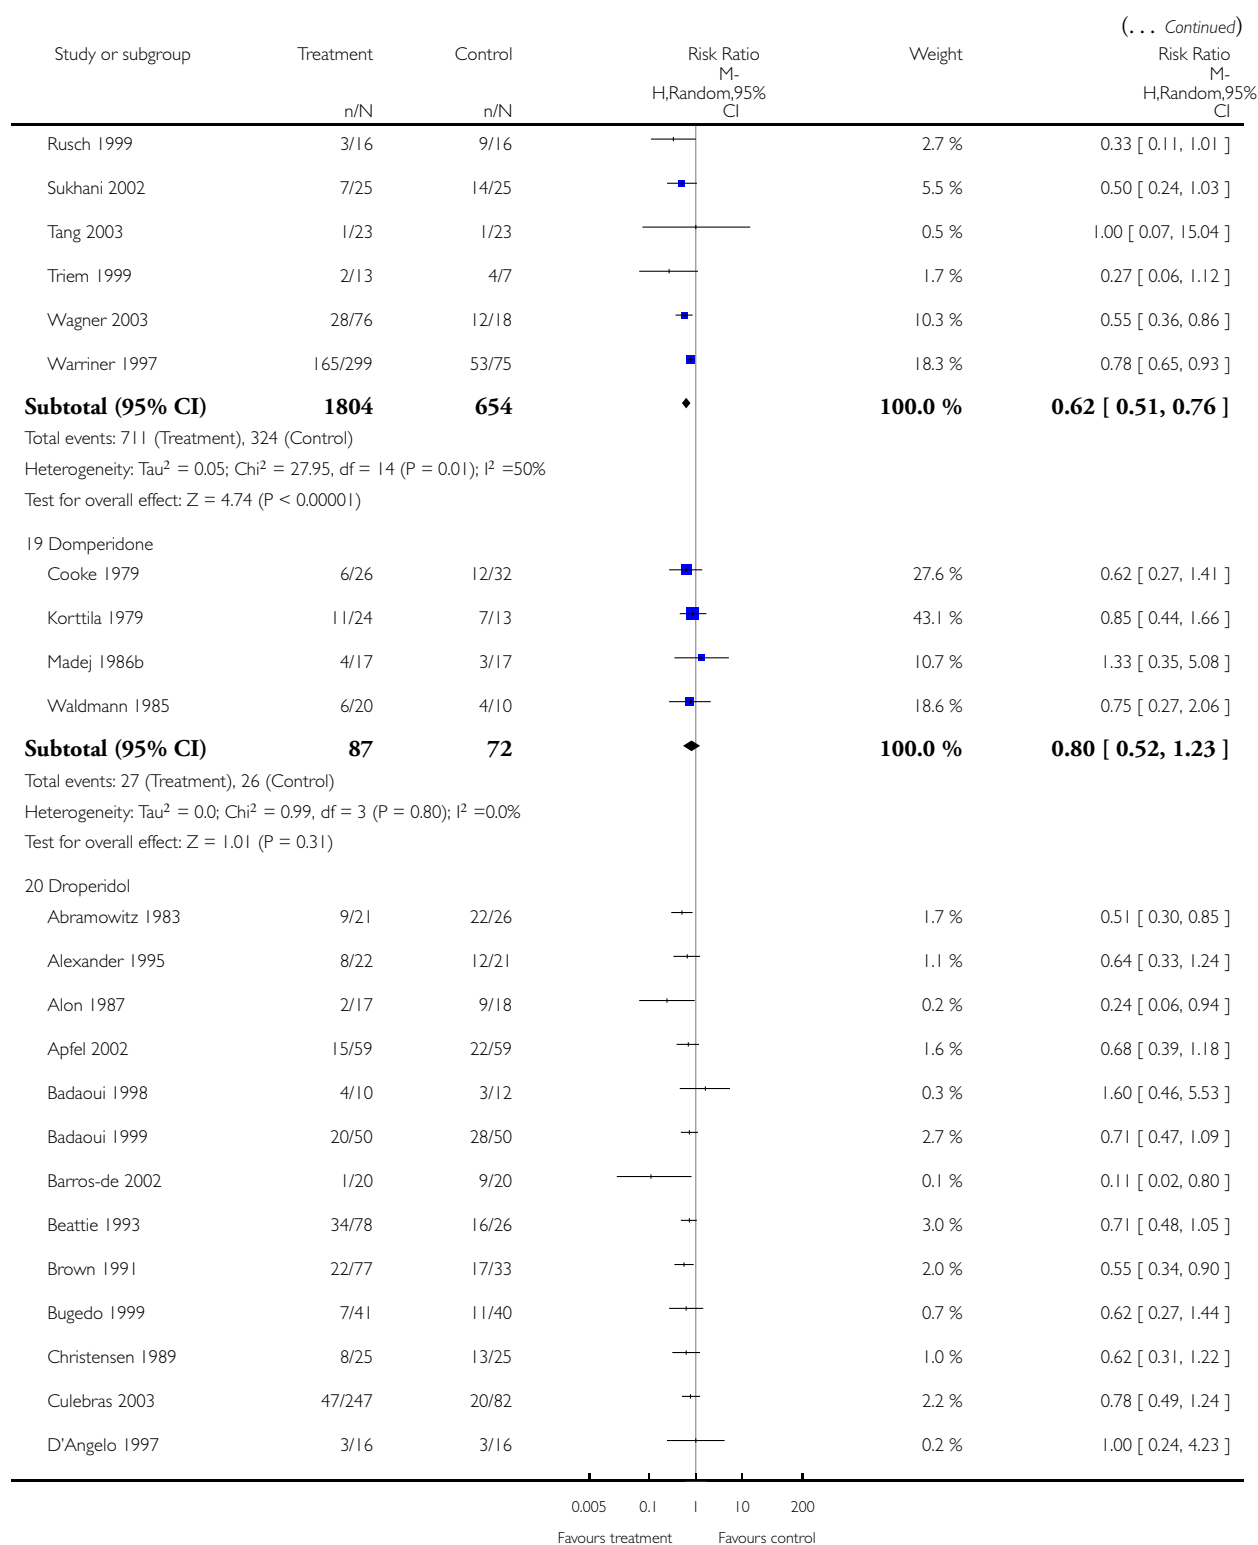 (... Continued)
Study or subgroup Treatment Control Risk Ratio Weight Risk Ratio
M- M-
H,Random,95% H,Random,95%
n/N n/N CI CI
Rusch 1999 3/16 9/16 2.7 % 0.33 [ 0.11, 1.01 ]
Sukhani 2002 7/25 14/25 5.5 % 0.50 [ 0.24, 1.03 ]
Tang 2003 1/23 1/23 0.5 % 1.00 [ 0.07, 15.04 ]
Triem 1999 2/13 4/7 1.7 % 0.27 [ 0.06, 1.12 ]
Wagner 2003 28/76 12/18 10.3 % 0.55 [ 0.36, 0.86 ]
Warriner 1997 165/299 53/75 18.3 % 0.78 [ 0.65, 0.93 ]
Subtotal (95% CI) 1804 654 100.0 % 0.62 [ 0.51, 0.76 ]
Total events: 711 (Treatment), 324 (Control)
Heterogeneity: Tau² = 0.05; Chi² = 27.95, df = 14 (P = 0.01); I² =50%
Test for overall effect: Z = 4.74 (P < 0.00001)
19 Domperidone
Cooke 1979 6/26 12/32 27.6 % 0.62 [ 0.27, 1.41 ]
Korttila 1979 11/24 7/13 43.1 % 0.85 [ 0.44, 1.66 ]
Madej 1986b 4/17 3/17 10.7 % 1.33 [ 0.35, 5.08 ]
Waldmann 1985 6/20 4/10 18.6 % 0.75 [ 0.27, 2.06 ]
Subtotal (95% CI) 87 72 100.0 % 0.80 [ 0.52, 1.23 ]
Total events: 27 (Treatment), 26 (Control)
Heterogeneity: Tau² = 0.0; Chi² = 0.99, df = 3 (P = 0.80); I² =0.0%
Test for overall effect: Z = 1.01 (P = 0.31)
20 Droperidol
Abramowitz 1983 9/21 22/26 1.7 % 0.51 [ 0.30, 0.85 ]
Alexander 1995 8/22 12/21 1.1 % 0.64 [ 0.33, 1.24 ]
Alon 1987 2/17 9/18 0.2 % 0.24 [ 0.06, 0.94 ]
Apfel 2002 15/59 22/59 1.6 % 0.68 [ 0.39, 1.18 ]
Badaoui 1998 4/10 3/12 0.3 % 1.60 [ 0.46, 5.53 ]
Badaoui 1999 20/50 28/50 2.7 % 0.71 [ 0.47, 1.09 ]
Barros-de 2002 1/20 9/20 0.1 % 0.11 [ 0.02, 0.80 ]
Beattie 1993 34/78 16/26 3.0 % 0.71 [ 0.48, 1.05 ]
Brown 1991 22/77 17/33 2.0 % 0.55 [ 0.34, 0.90 ]
Bugedo 1999 7/41 11/40 0.7 % 0.62 [ 0.27, 1.44 ]
Christensen 1989 8/25 13/25 1.0 % 0.62 [ 0.31, 1.22 ]
Culebras 2003 47/247 20/82 2.2 % 0.78 [ 0.49, 1.24 ]
D'Angelo 1997 3/16 3/16 0.2 % 1.00 [ 0.24, 4.23 ]
0.005 0.1 1 10 200
Favours treatment Favours control